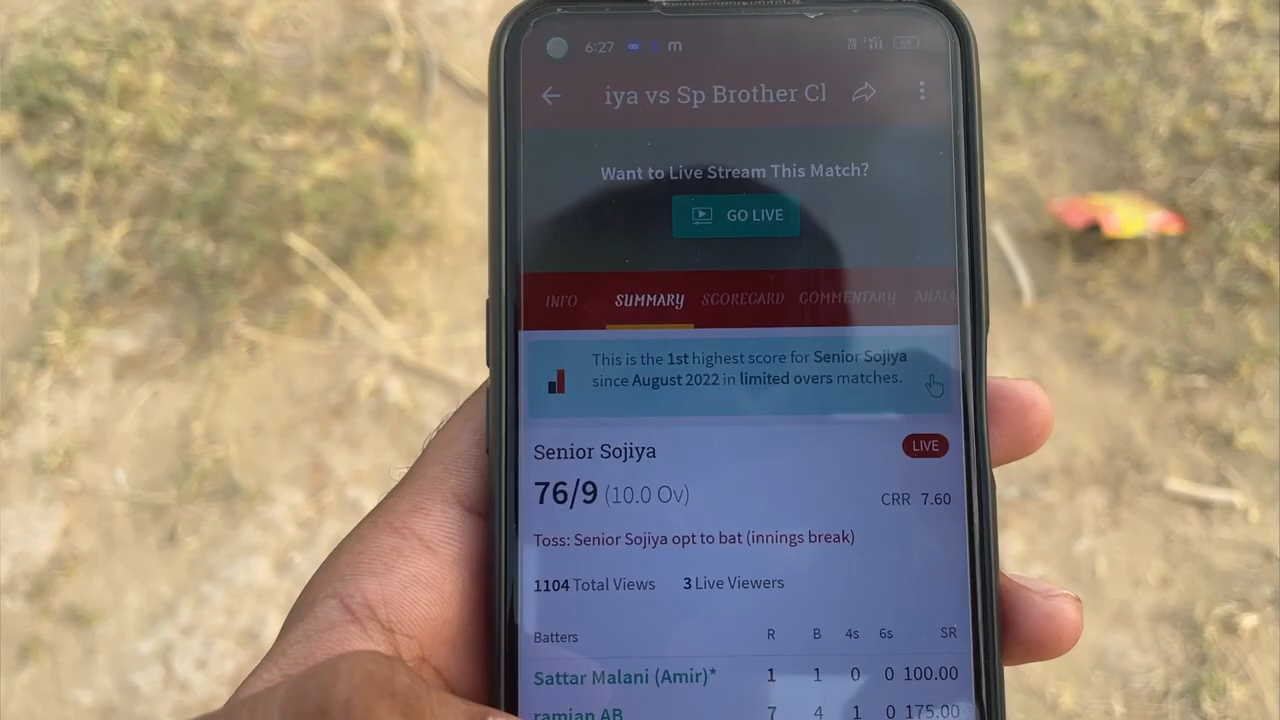 6:27 m 69
iya vs Sp Brother Cl
Want to Live Stream This Match?
GO LIVE
INFO SUMMARY SCORECARD COMMENTARY ANAL
This is the 1st highest score for Senior Sojiya
since August 2022 in limited overs matches.
Senior Sojiya LIVE
76/9 (10.0 Ov) CRR 7.60
Toss: Senior Sojiya opt to bat (innings break)
1104 Total Views 3 Live Viewers
Batters R B 4s 6s SR
Sattar Malani (Amir)* 1 1 0 0 100.00
ramjan AB 7 4 1 0 175.00